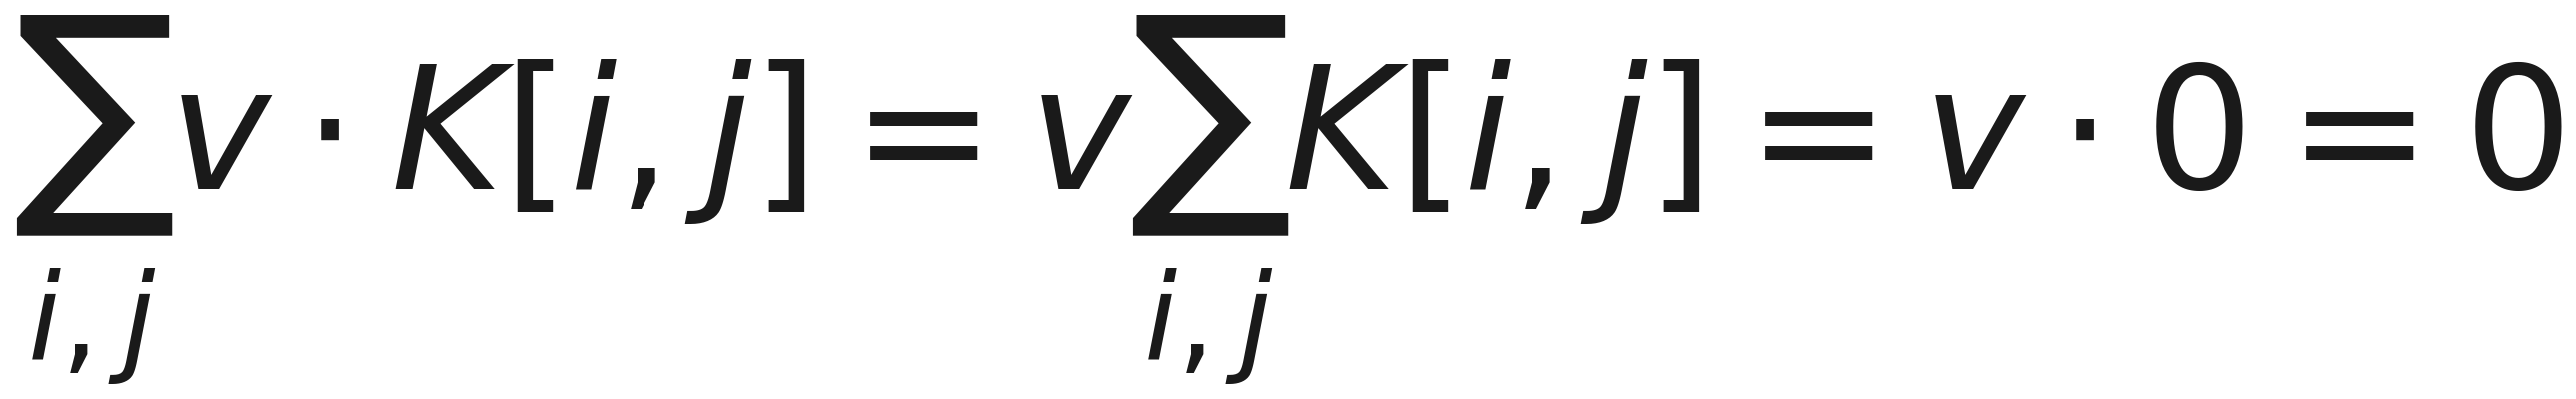 ∑ v · K[i, j] = v ∑ K[i, j] = v · 0 = 0
i, j i, j